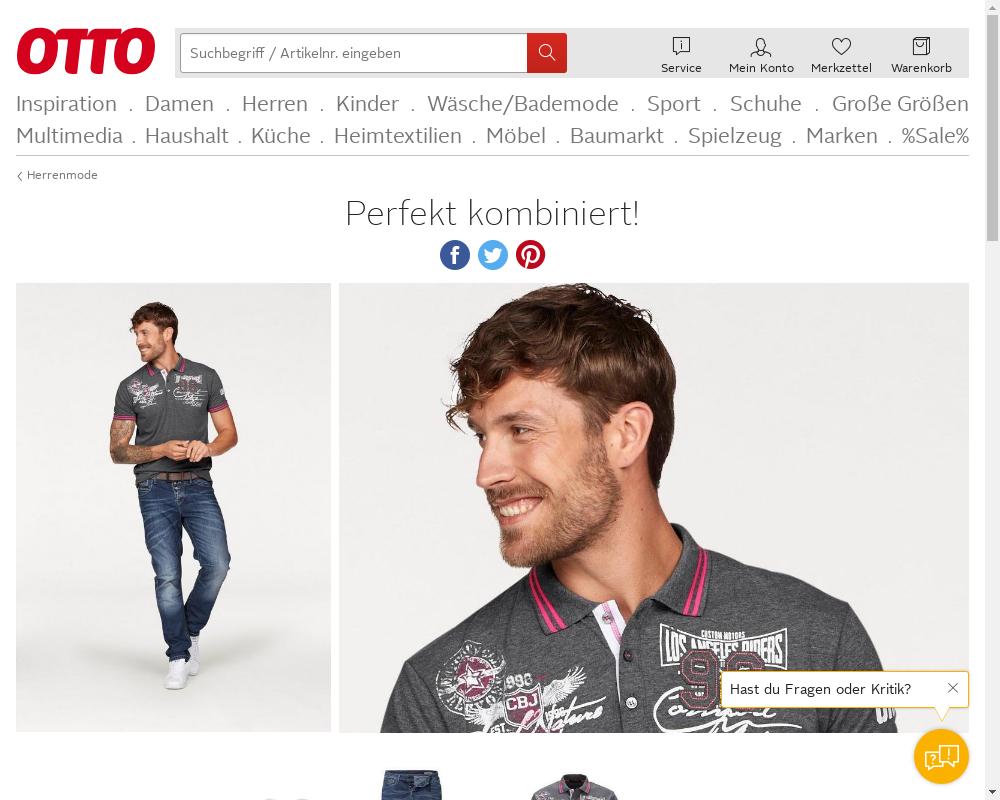 OTTO
Suchbegriff / Artikelnr. eingeben
Service
Mein Konto
Merkzettel
Warenkorb
Inspiration . Damen . Herren . Kinder . Wäsche/Bademode . Sport . Schuhe . Große Größen
Multimedia . Haushalt . Küche . Heimtextilien . Möbel . Baumarkt . Spielzeug . Marken . %Sale%
Herrenmode
Perfekt kombiniert!
CUSTOM MOTORS
LOS ANGELES RIDERS
CBJ
Hast du Fragen oder Kritik?